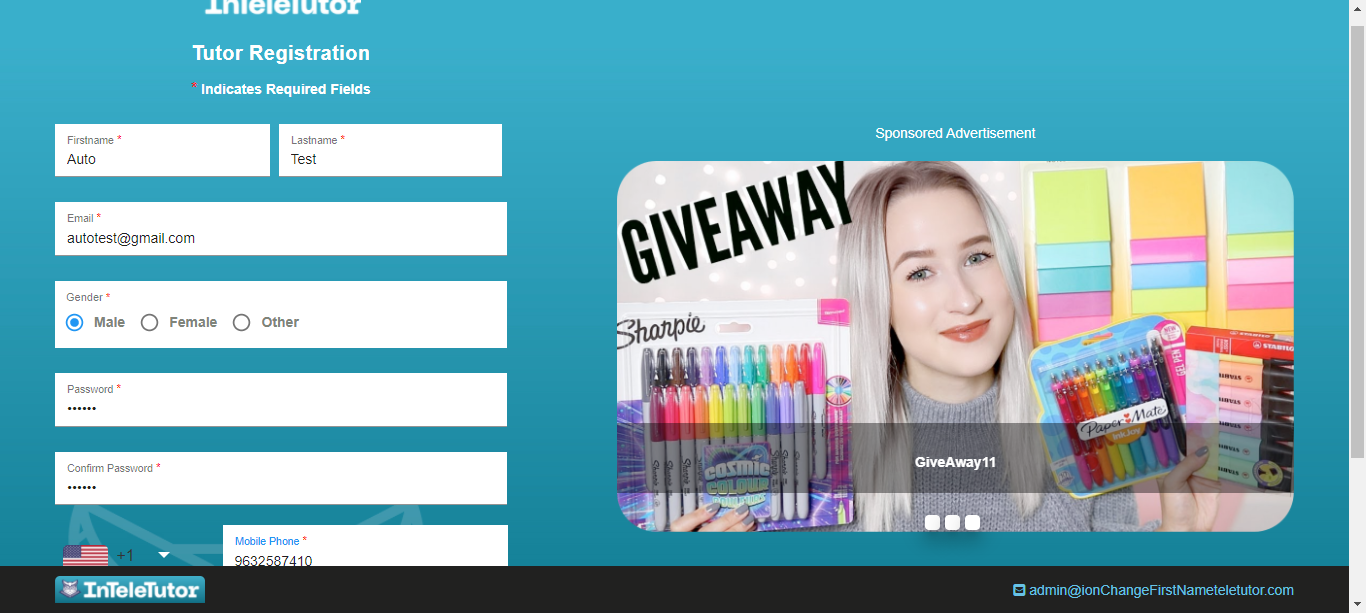 InTeleTutor
Tutor Registration
* Indicates Required Fields
Firstname *
Auto
Lastname *
Test
Email *
autotest@gmail.com
Gender *
Male
Female
Other
Password *
••••••
Confirm Password *
••••••
+1
Mobile Phone *
9632587410
Sponsored Advertisement
GIVEAWAY
Sharpie
COSMIC
COLOUR
Paper Mate
InkJoy
STABILO
GiveAway11
InTeleTutor
admin@ionChangeFirstNameteletutor.com